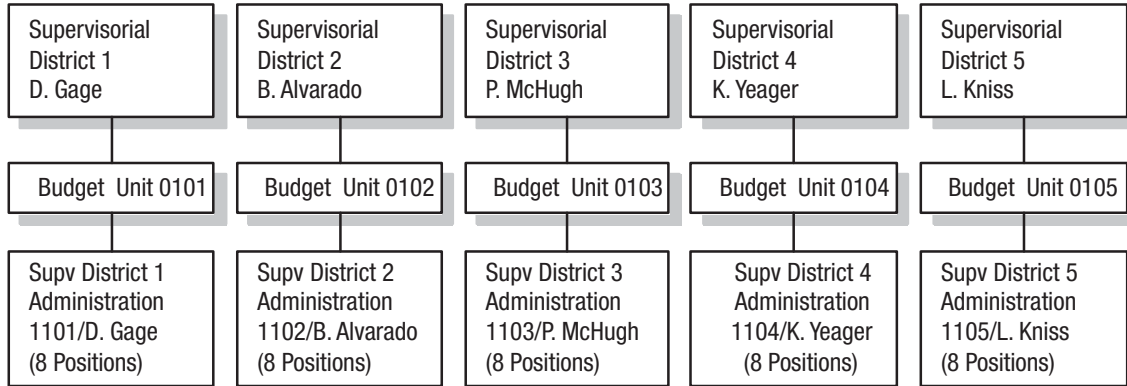 Supervisorial
District 1
D. Gage
Supervisorial
District 2
B. Alvarado
Supervisorial
District 3
P. McHugh
Supervisorial
District 4
K. Yeager
Supervisorial
District 5
L. Kniss
Budget Unit 0101
Budget Unit 0102
Budget Unit 0103
Budget Unit 0104
Budget Unit 0105
Supv District 1
Administration
1101/D. Gage
(8 Positions)
Supv District 2
Administration
1102/B. Alvarado
(8 Positions)
Supv District 3
Administration
1103/P. McHugh
(8 Positions)
Supv District 4
Administration
1104/K. Yeager
(8 Positions)
Supv District 5
Administration
1105/L. Kniss
(8 Positions)